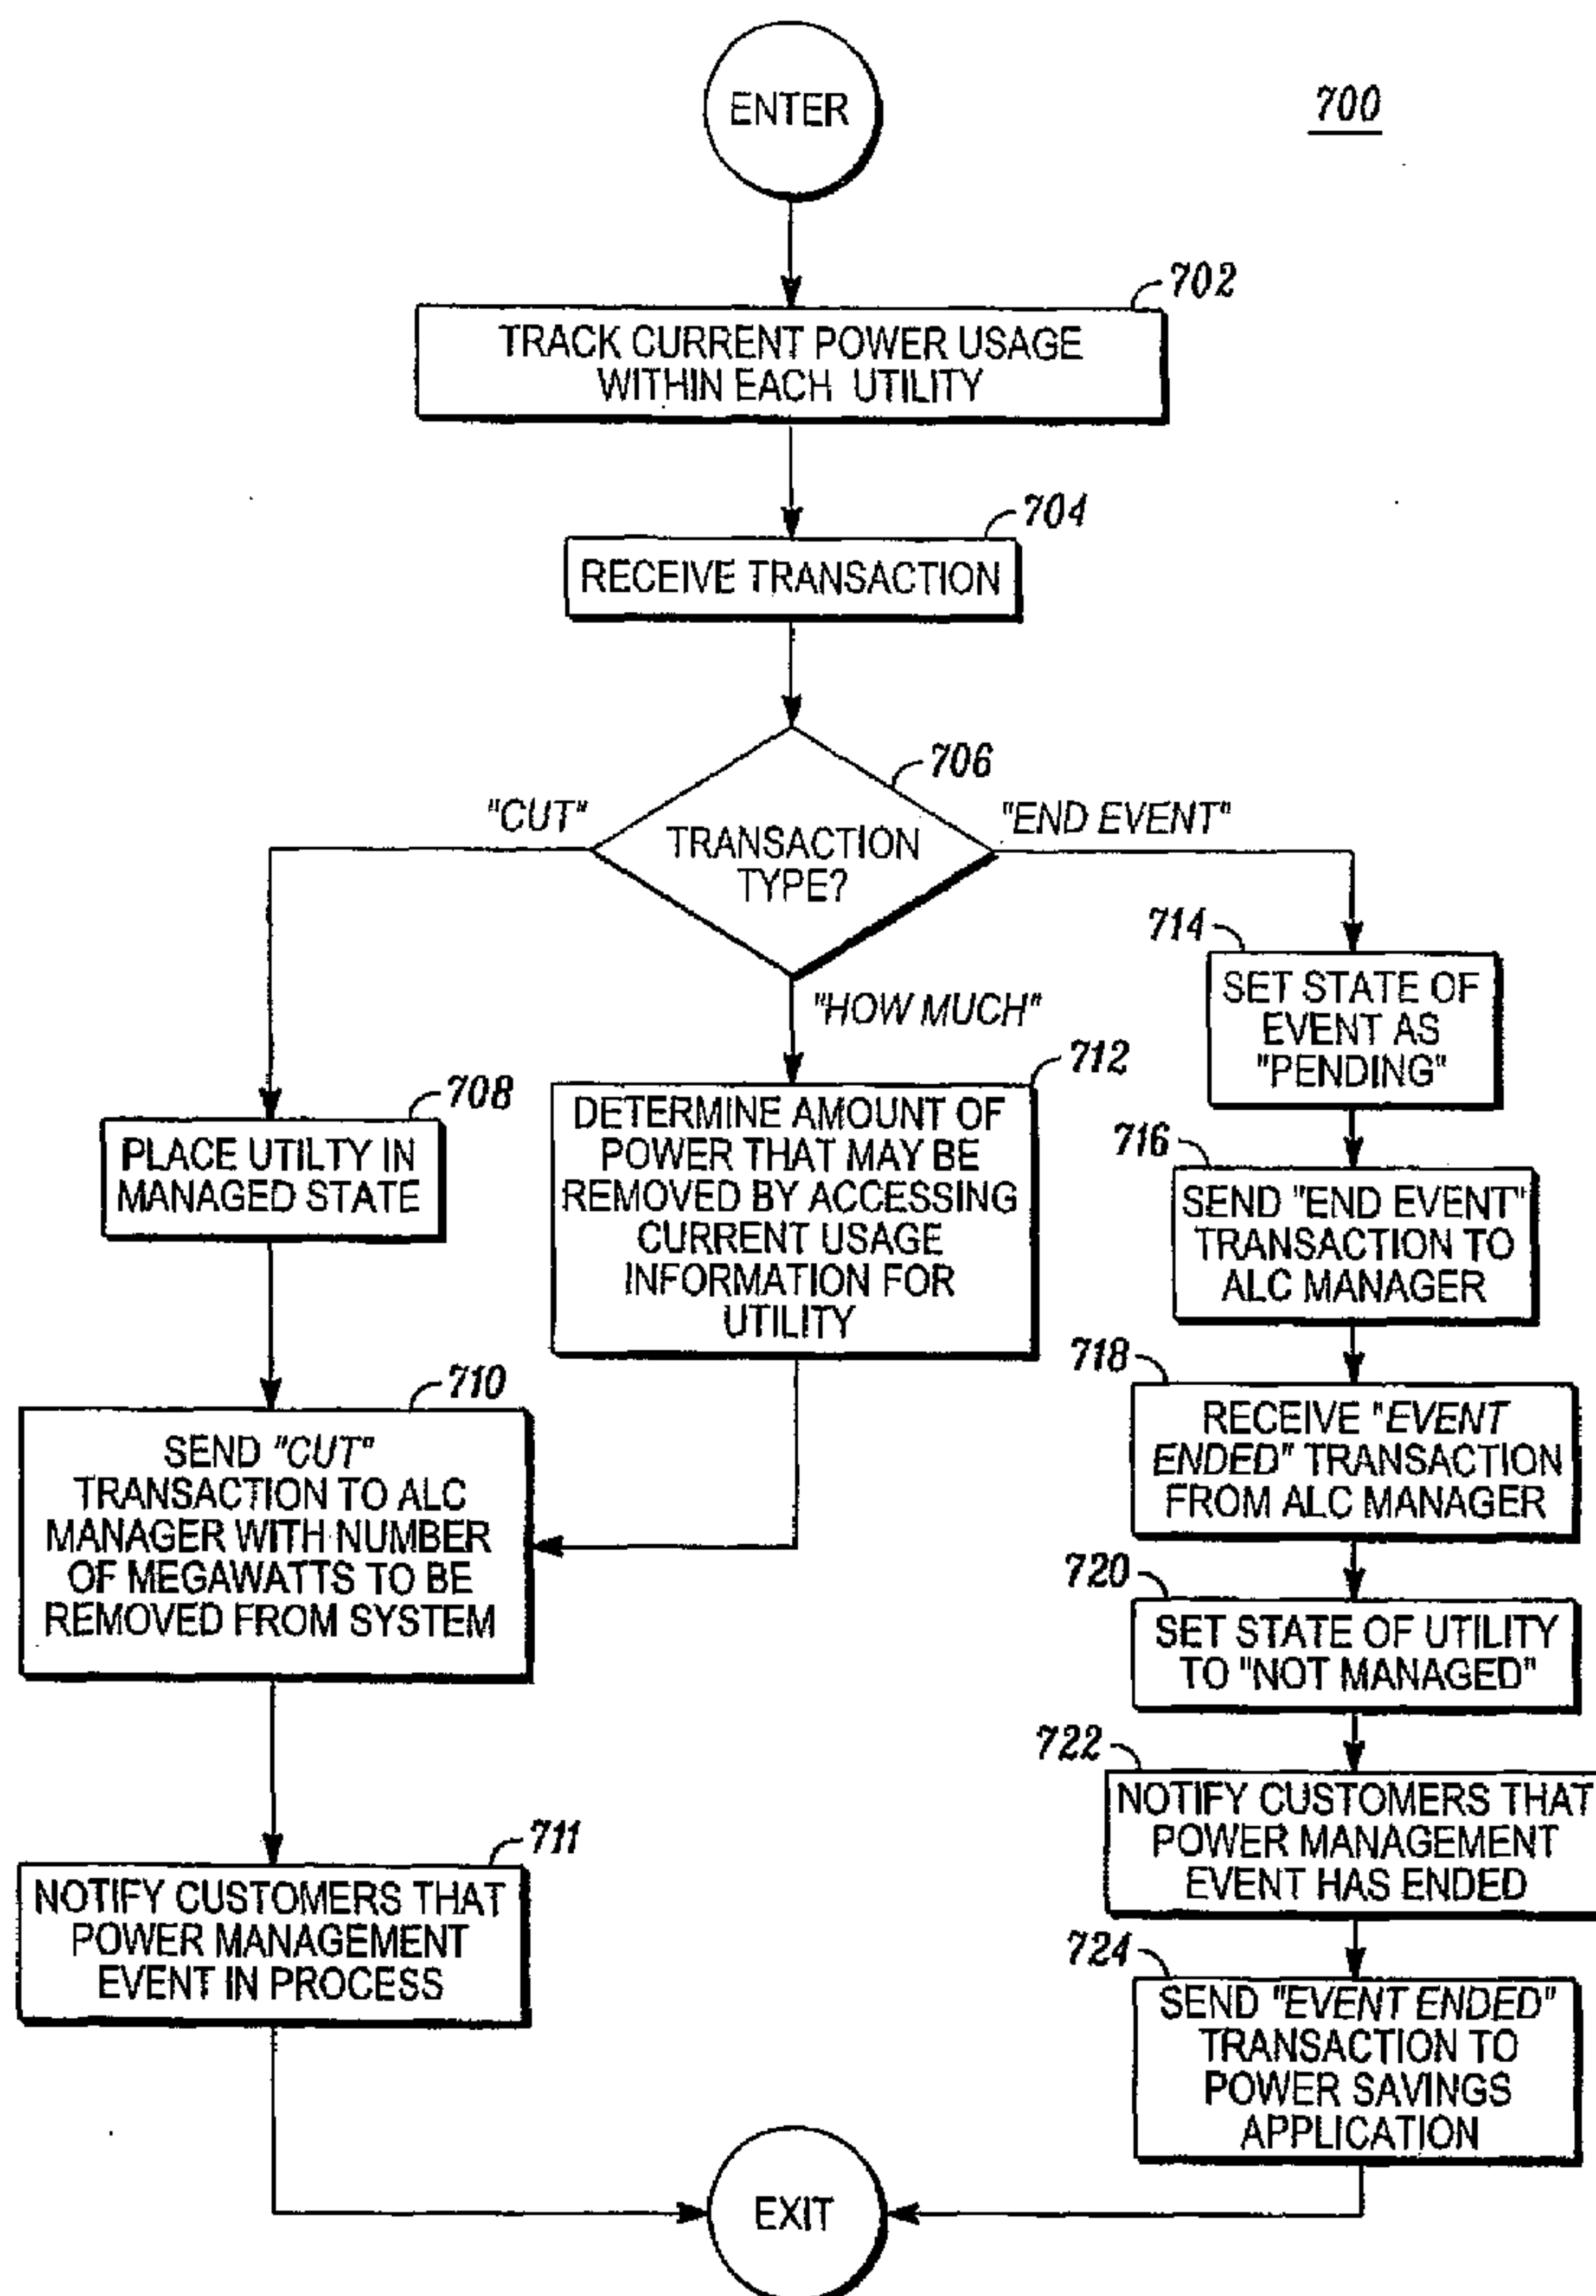 ENTER
700
702
TRACK CURRENT POWER USAGE
WITHIN EACH UTILITY
704
RECEIVE TRANSACTION
706
"CUT"
"END EVENT"
TRANSACTION
TYPE?
"HOW MUCH"
708
PLACE UTILTY IN
MANAGED STATE
712
DETERMINE AMOUNT OF
POWER THAT MAY BE
REMOVED BY ACCESSING
CURRENT USAGE
INFORMATION FOR
UTILITY
710
SEND "CUT"
TRANSACTION TO ALC
MANAGER WITH NUMBER
OF MEGAWATTS TO BE
REMOVED FROM SYSTEM
711
NOTIFY CUSTOMERS THAT
POWER MANAGEMENT
EVENT IN PROCESS
714
SET STATE OF
EVENT AS
"PENDING"
716
SEND "END EVENT"
TRANSACTION TO
ALC MANAGER
718
RECEIVE "EVENT
ENDED" TRANSACTION
FROM ALC MANAGER
720
SET STATE OF UTILITY
TO "NOT MANAGED"
722
NOTIFY CUSTOMERS THAT
POWER MANAGEMENT
EVENT HAS ENDED
724
SEND "EVENT ENDED"
TRANSACTION TO
POWER SAVINGS
APPLICATION
EXIT